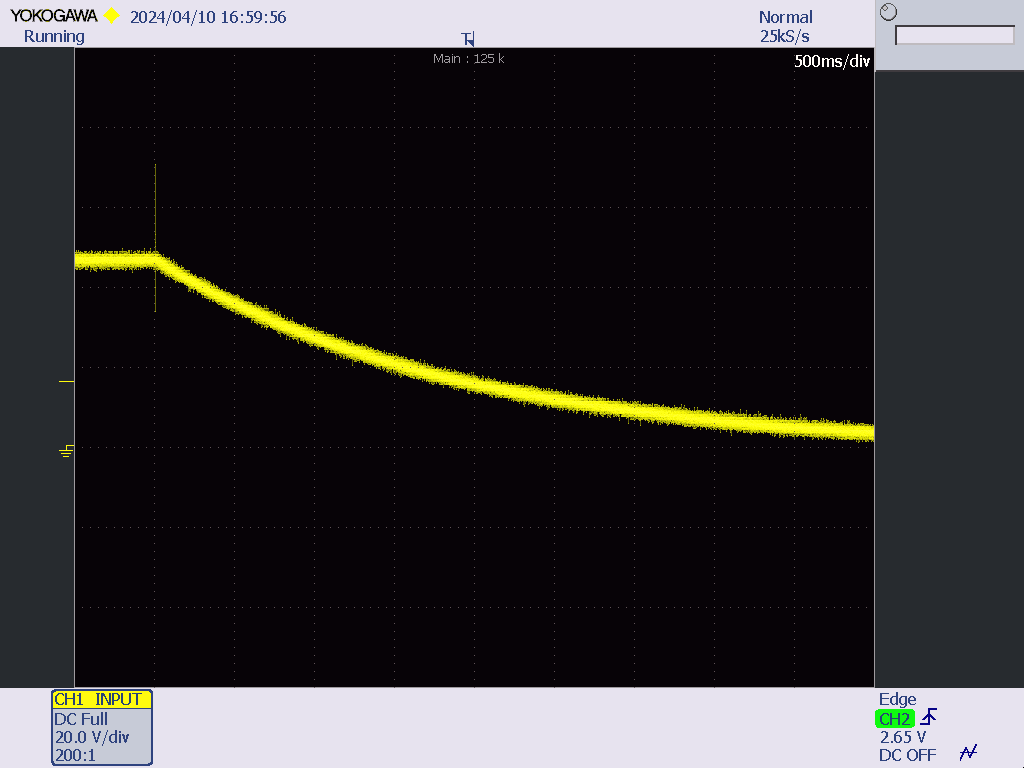 YOKOGAWA 2024/04/10 16:59:56
Normal
Running
25kS/s
T
Main : 125 k
500ms/div
CH1 INPUT
DC Full
20.0 V/div
200:1
Edge
CH2
2.65 V
DC OFF